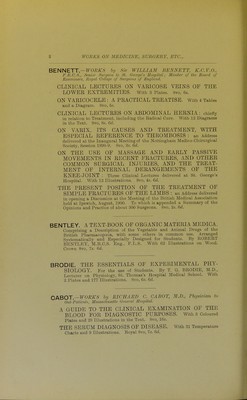 2 WORKS ON MEDICINE, SURGERY, ETC.,
BENNETT.—WORKS by Sir WILLIAM BENNETT, K.C.V.O.,
F.R.C.S., Senior Surgeon to St. George's Hospital; Member of the Board of
Examiners, Royal College of Surgeons of England.
CLINICAL LECTURES ON VARICOSE VEINS OF THE
LOWER EXTREMITIES. With 3 Plates. 8vo. 6s.
ON VARICOCELE: A PRACTICAL TREATISE. With 4 Tables
and a Diagram. 8vo. 5s.
CLINICAL LECTURES ON ABDOMINAL HERNIA: chiefly
in relation to Treatment, including the Radical Cure. With 12 Diagrams
in the Text. 8vo. 8s. 6d.
ON VARIX, ITS CAUSES AND TREATMENT, WITH
ESPECIAL REFERENCE TO THROMBOSIS: an Address
delivered at the Inaugural Meeting of the Nottingham Medico-Chirurgical
Society, Session 1898-9. 8vo. 3s. 6d.
ON THE USE OF MASSAGE AND EARLY PASSIVE
MOVEMENTS IN RECENT FRACTURES, AND OTHER
COMMON SURGICAL INJURIES, AND THE TREAT-
MENT OF INTERNAL DERANGEMENTS OF THE
KNEE-JOINT. Three Clinical Lectures delivered at St. George's
Hospital. With 12 Illustrations. 8vo. 4s. 6d.
THE PRESENT POSITION OF THE TREATMENT OF
SIMPLE FRACTURES OF THE LIMBS: an Address delivered
in opening a Discussion at the Meeting of the British Medical Association
held at Ipswich, August, 1900. To which is appended a Summary of the
Opinions and Practice of about 300 Surgeons. 8vo. 2s. 6d.
BENTLEY. A TEXT-BOOK OF ORGANIC MATERIA MEDICA.
Comprising a Description of the Vegetable and Animal Drugs of the
British Pharmacopœia, with some others in common use. Arranged
Systematically and Especially Designed for Students. By ROBERT
BENTLEY, M.R.C.S. Eng., F.L.S. With 62 Illustrations on Wood.
Crown 8vo. 7s. 6d.
BRODIE. THE ESSENTIALS OF EXPERIMENTAL PHY-
SIOLOGY. For the use of Students. By T. G. BRODIE, M.D.,
Lecturer on Physiology, St. Thomas's Hospital Medical School. With
2 Plates and 177 Illustrations. 8vo. 6s. 6d.
CABOT.—WORKS by RICHARD C. CABOT, M.D., Physician to
Out-Patients, Massachusetts General Hospital.
A GUIDE TO THE CLINICAL EXAMINATION OF THE
BLOOD FOR DIAGNOSTIC PURPOSES. With 3 Coloured
Plates and 28 Illustrations in the Text. 8vo. 16s.
THE SERUM DIAGNOSIS OF DISEASE. With 31 Temperature
Charts and 9 Illustrations. Royal 8vo. 7s. 6d.